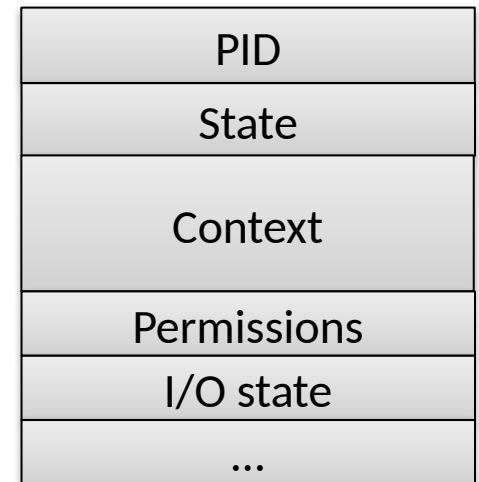 PID
State
Context
Permissions
I/O state
...